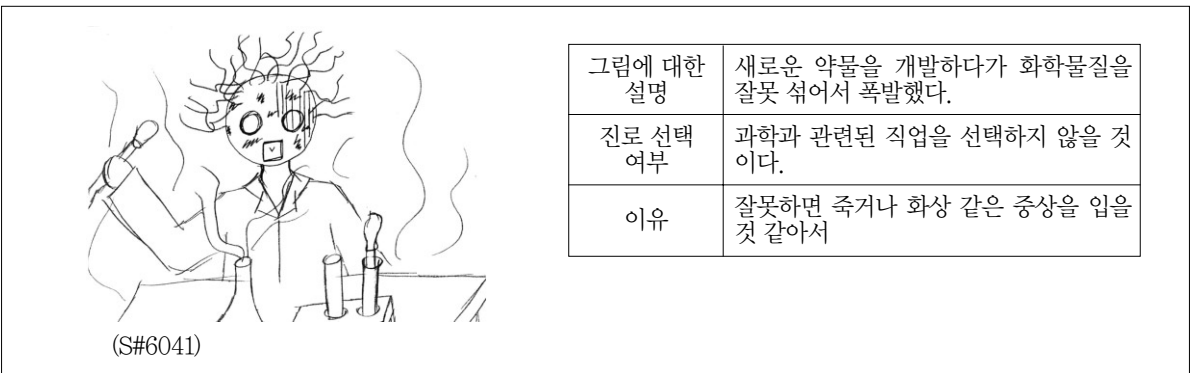 그림에 대한
설명
새로운 약물을 개발하다가 화학물질을
잘못 섞어서 폭발했다.
진로 선택
여부
과학과 관련된 직업을 선택하지 않을 것
이다.
이유
잘못하면 죽거나 화상 같은 중상을 입을
것 같아서
(S#6041)